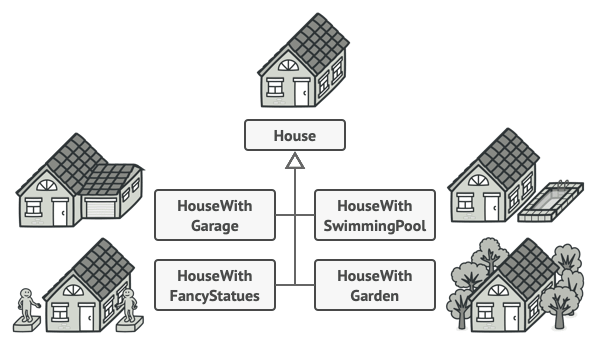 House
HouseWith
Garage
HouseWith
SwimmingPool
HouseWith
FancyStatues
HouseWith
Garden